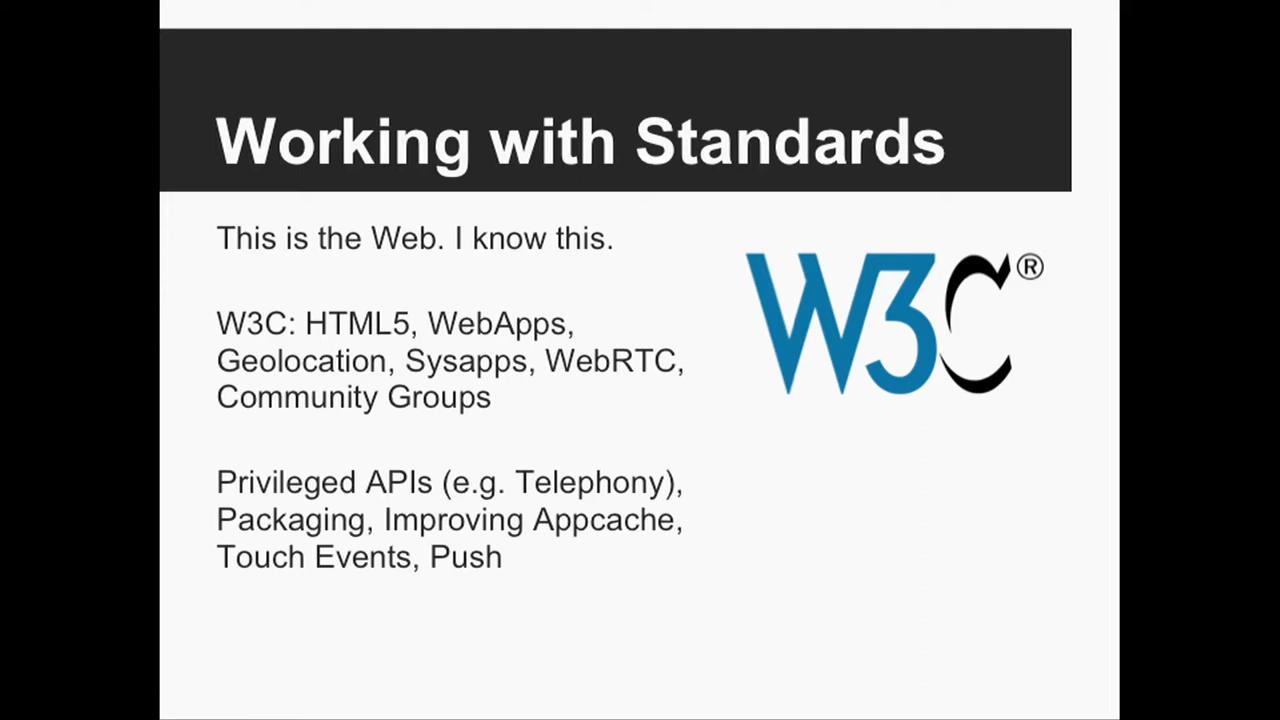 Working with Standards
This is the Web. I know this.
W3C®
W3C: HTML5, WebApps,
Geolocation, Sysapps, WebRTC,
Community Groups
Privileged APIs (e.g. Telephony),
Packaging, Improving Appcache,
Touch Events, Push